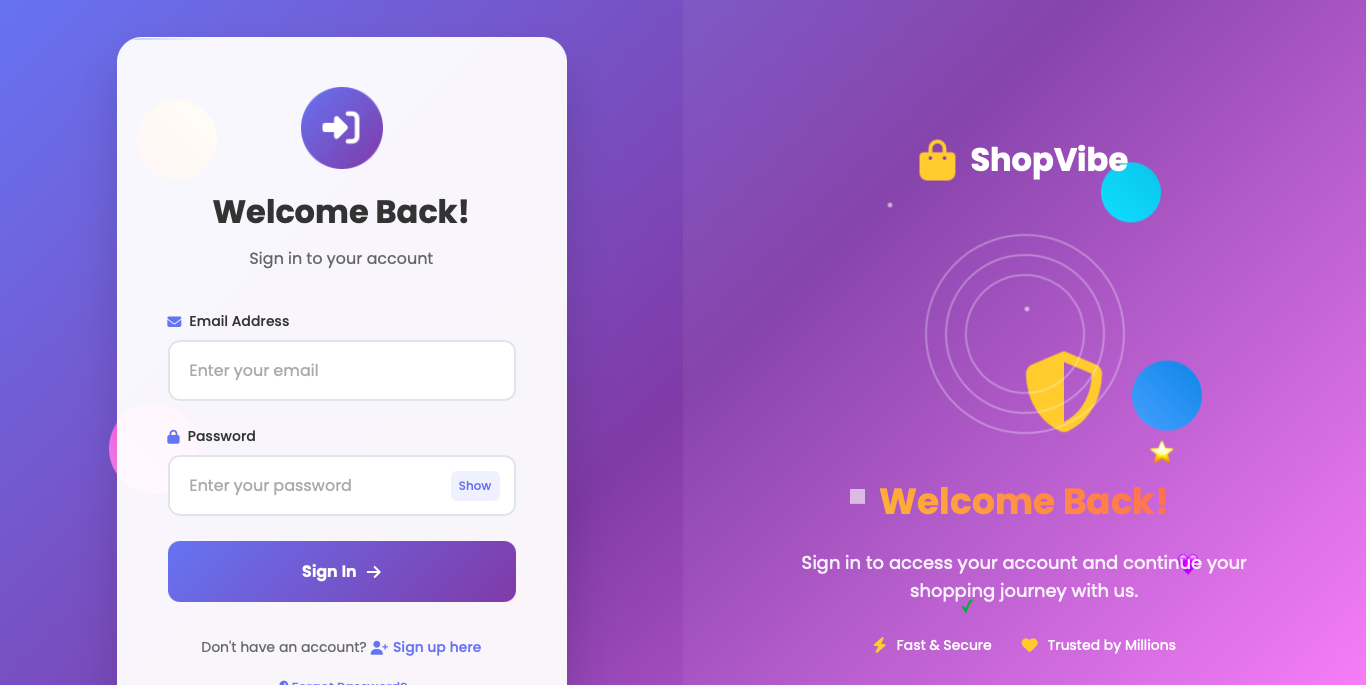 Welcome Back!
Sign in to your account
Email Address
Enter your email
Password
Enter your password
Show
Sign In
Don't have an account? Sign up here
Forgot Password?
ShopVibe
Welcome Back!
Sign in to access your account and continue your
shopping journey with us.
Fast & Secure
Trusted by Millions